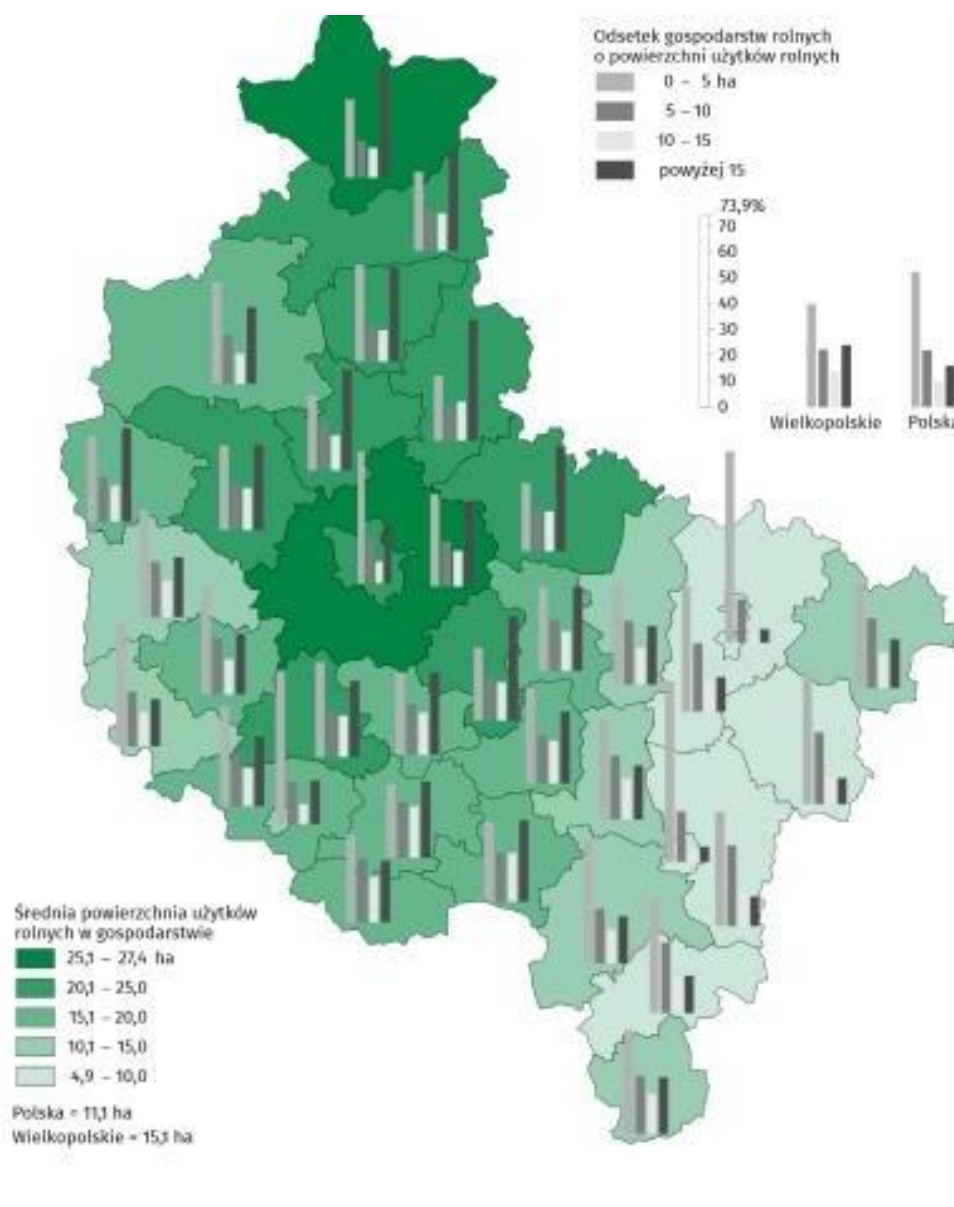 Odsetek gospodarstw rolnych
o powierzchni użytków rolnych
0 – 5 ha
5 – 10
10 – 15
powyżej 15
73,9%
70
60
50
40
30
20
10
0
Wielkopolskie Polska
Średnia powierzchnia użytków
rolnych w gospodarstwie
25,1 – 27,4 ha
20,1 – 25,0
15,1 – 20,0
10,1 – 15,0
4,9 – 10,0
Polska = 11,1 ha
Wielkopolskie = 15,1 ha